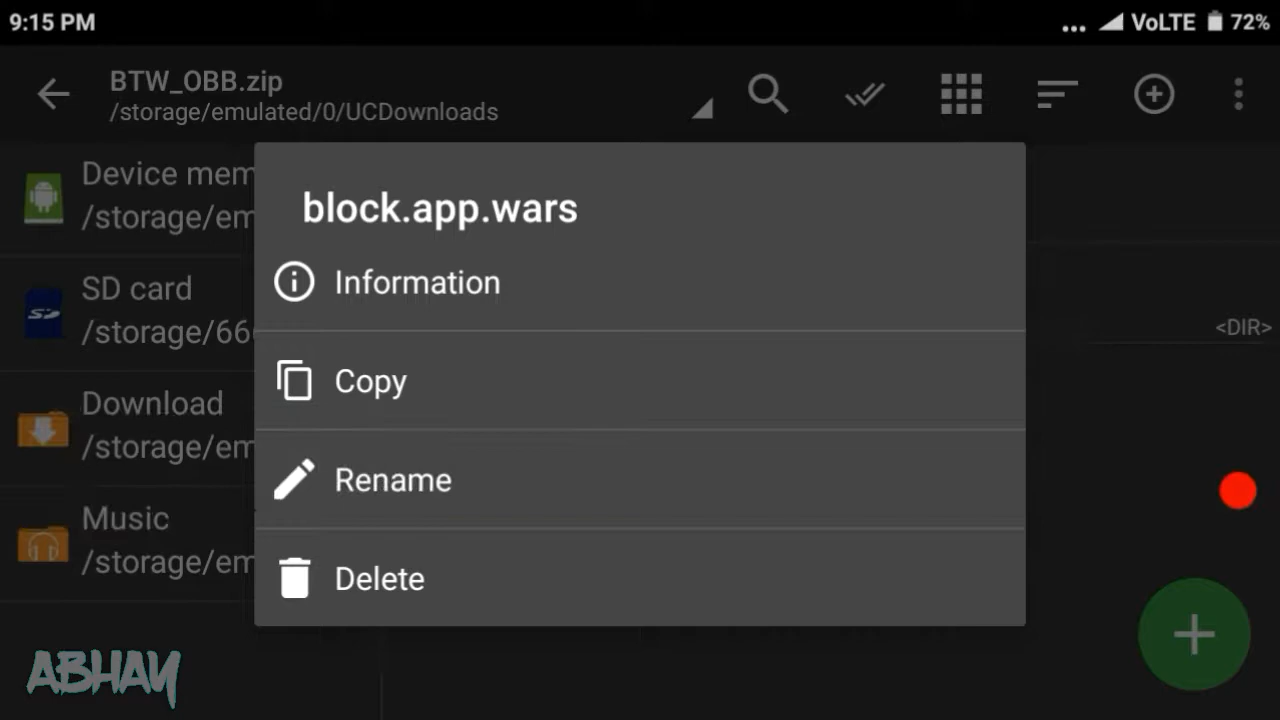 9:15 PM
... VoLTE 72%
BTW_OBB.zip
/storage/emulated/0/UCDownloads
Device mem
/storage/em
SD card
/storage/66
Download
/storage/em
Music
/storage/em
block.app.wars
Information
Copy
Rename
Delete
<DIR>
ABHAY